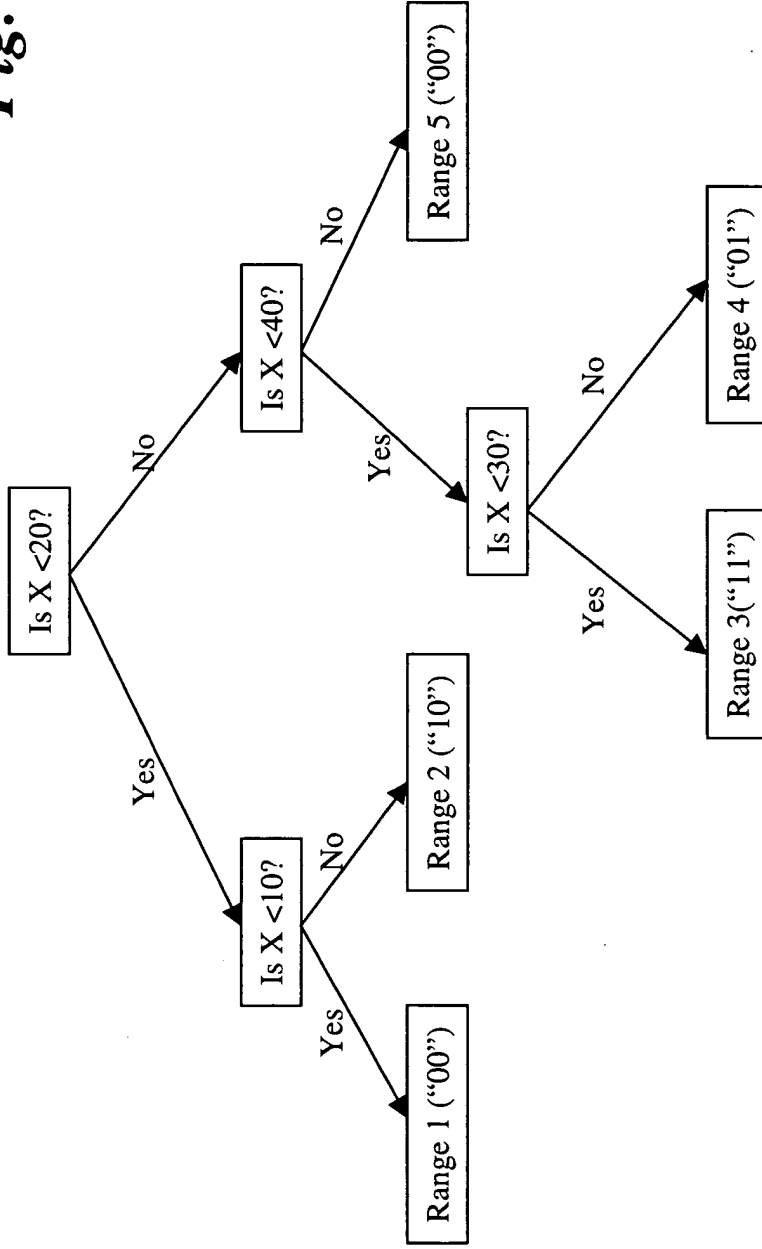 Fig.
Is X <20?
Yes
No
Is X <10?
Is X <40?
Yes
No
Yes
No
Range 1 (“00”)
Range 2 (“10”)
Is X <30?
Range 5 (“00”)
Yes
No
Range 3(“11”)
Range 4 (“01”)